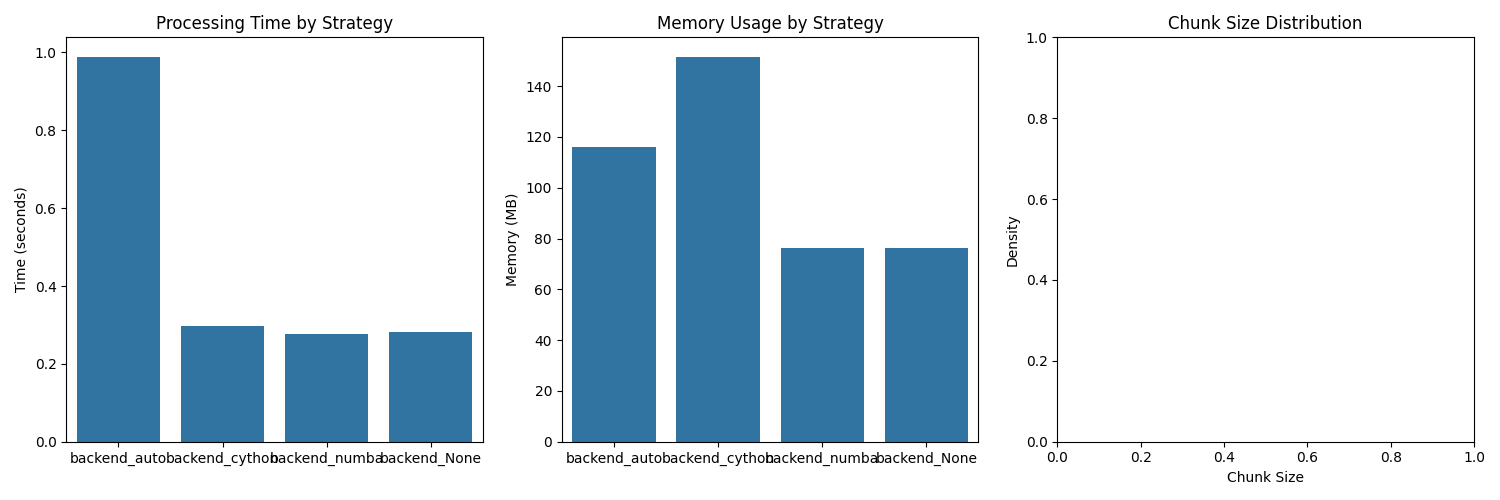 Processing Time by Strategy
Time (seconds)
1.0
0.8
0.6
0.4
0.2
0.0
backend_auto backend_cython backend_numba backend_None
Memory Usage by Strategy
Memory (MB)
140
120
100
80
60
40
20
0
backend_auto backend_cython backend_numba backend_None
Chunk Size Distribution
Density
1.0
0.8
0.6
0.4
0.2
0.0
0.0 0.2 0.4 0.6 0.8 1.0
Chunk Size